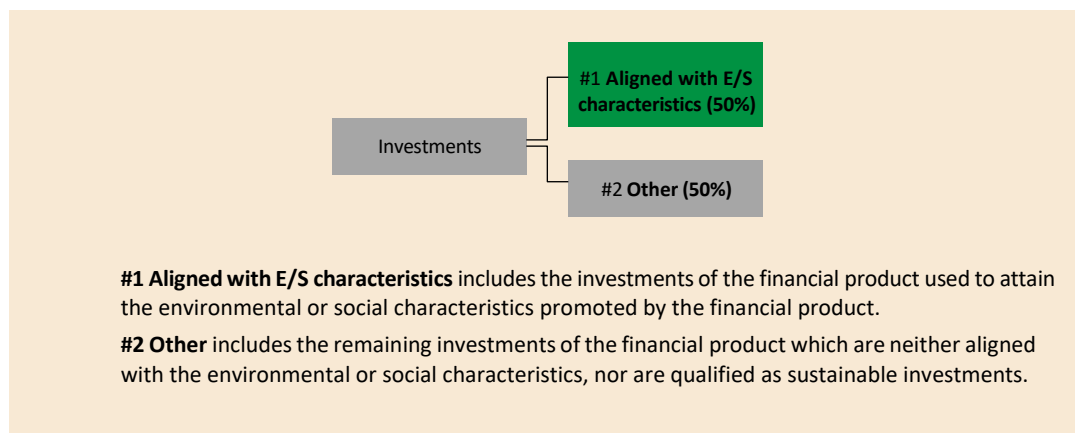 #1 Aligned with E/S
characteristics (50%)
Investments
#2 Other (50%)
#1 Aligned with E/S characteristics includes the investments of the financial product used to attain
the environmental or social characteristics promoted by the financial product.
#2 Other includes the remaining investments of the financial product which are neither aligned
with the environmental or social characteristics, nor are qualified as sustainable investments.